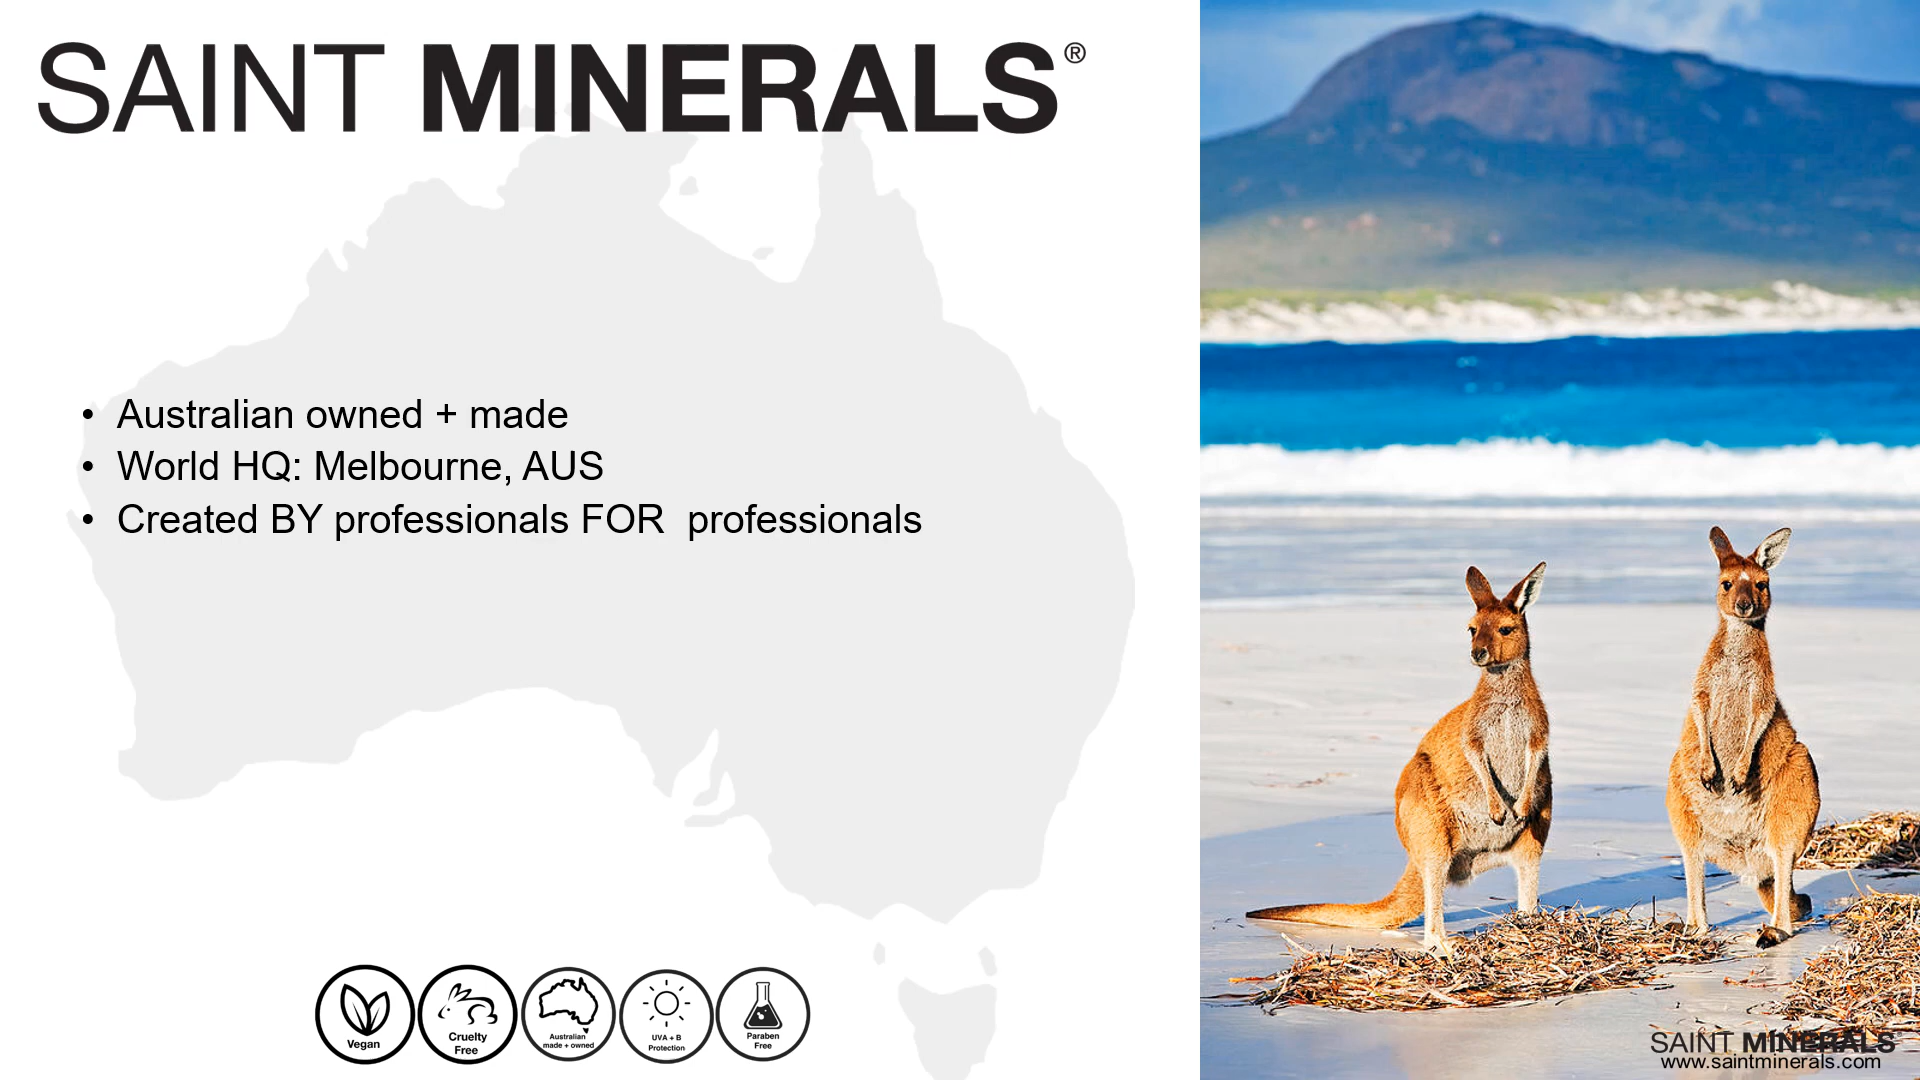 SAINT MINERALS®
• Australian owned + made
• World HQ: Melbourne, AUS
• Created BY professionals FOR  professionals
Vegan
Cruelty
Free
Australian
made + owned
UVA + B
Protection
Paraben
Free
SAINT MINERALS
www.saintminerals.com